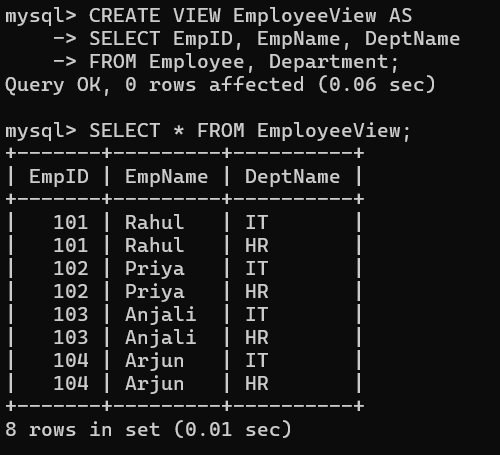 mysql> CREATE VIEW EmployeeView AS
    -> SELECT EmpID, EmpName, DeptName
    -> FROM Employee, Department;
Query OK, 0 rows affected (0.06 sec)

mysql> SELECT * FROM EmployeeView;
+-------+---------+----------+
| EmpID | EmpName | DeptName |
+-------+---------+----------+
|   101 | Rahul   | IT       |
|   101 | Rahul   | HR       |
|   102 | Priya   | IT       |
|   102 | Priya   | HR       |
|   103 | Anjali  | IT       |
|   103 | Anjali  | HR       |
|   104 | Arjun   | IT       |
|   104 | Arjun   | HR       |
+-------+---------+----------+
8 rows in set (0.01 sec)